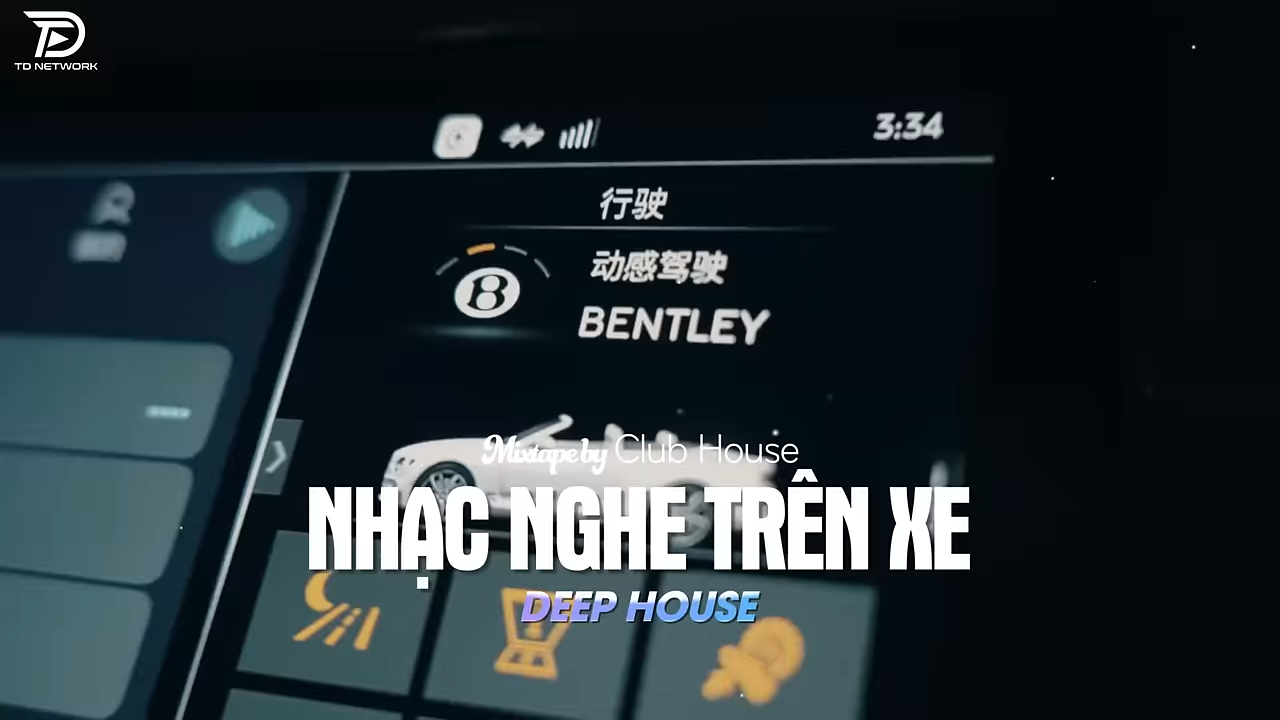 TD NETWORK
3:34
行驶
动感驾驶
BENTLEY
Mixtape by Club House
NHẠC NGHE TRÊN XE
DEEP HOUSE